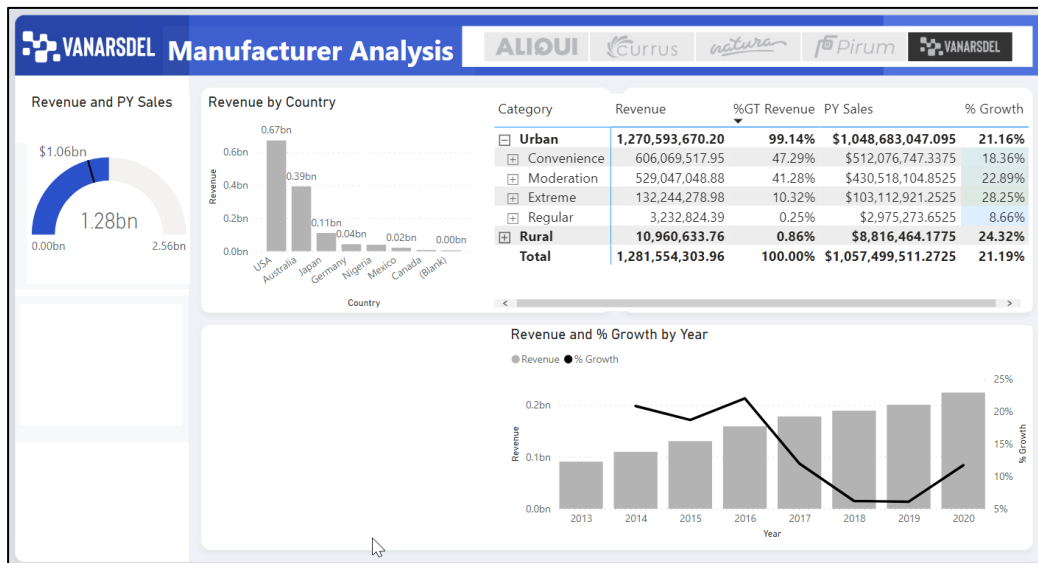 VANARSDEL Manufacturer Analysis
ALIQUI Currus natura Pirum VANARSDEL
Revenue and PY Sales
$1.06bn
1.28bn
0.00bn 2.56bn
Revenue by Country
0.67bn
0.39bn
0.11bn
0.04bn
0.02bn
0.00bn
0.6bn
0.4bn
0.2bn
0.0bn
Revenue
USA Australia Japan Germany Nigeria Mexico Canada (Blank)
Country
Category Revenue %GT Revenue PY Sales % Growth
Urban 1,270,593,670.20 99.14% $1,048,683,047.095 21.16%
Convenience 606,069,517.95 47.29% $512,076,747.3375 18.36%
Moderation 529,047,048.88 41.28% $430,518,104.8525 22.89%
Extreme 132,244,278.98 10.32% $103,112,921.2525 28.25%
Regular 3,232,824.39 0.25% $2,975,273.6525 8.66%
Rural 10,960,633.76 0.86% $8,816,464.1775 24.32%
Total 1,281,554,303.96 100.00% $1,057,499,511.2725 21.19%
Revenue and % Growth by Year
Revenue % Growth
0.2bn
0.1bn
0.0bn
Revenue
25%
20%
15%
10%
5%
% Growth
2013 2014 2015 2016 2017 2018 2019 2020
Year